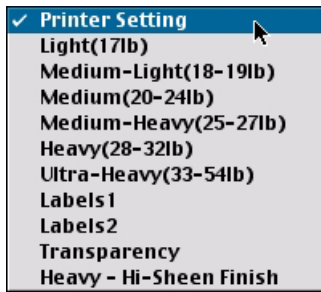 ✓ Printer Setting
Light(17lb)
Medium-Light(18-19lb)
Medium(20-24lb)
Medium-Heavy(25-27lb)
Heavy(28-32lb)
Ultra-Heavy(33-54lb)
Labels1
Labels2
Transparency
Heavy - Hi-Sheen Finish